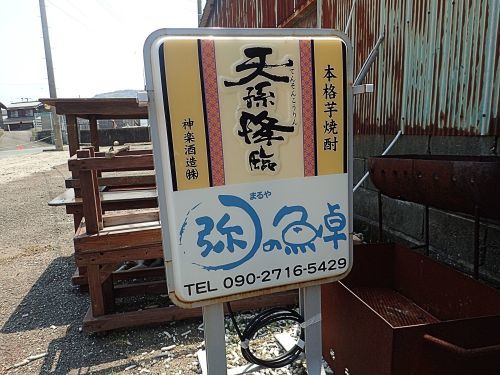 本格芋焼酎
天孫降臨
てんそんこうりん
神楽酒造㈱
まるや
弥の魚卓
TEL 090-2716-5429